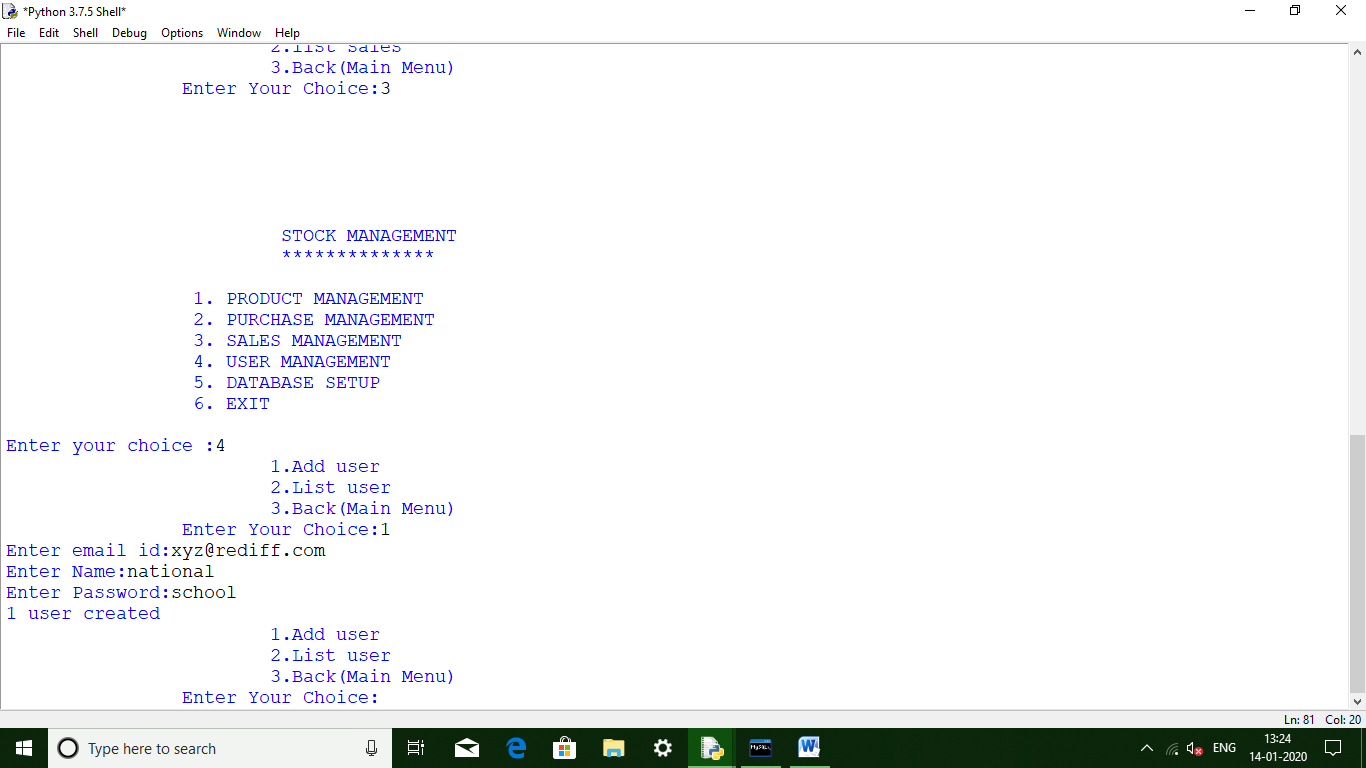 *Python 3.7.5 Shell*
File Edit Shell Debug Options Window Help
2.List sales
3.Back(Main Menu)
Enter Your Choice:3
STOCK MANAGEMENT
**************
1. PRODUCT MANAGEMENT
2. PURCHASE MANAGEMENT
3. SALES MANAGEMENT
4. USER MANAGEMENT
5. DATABASE SETUP
6. EXIT
Enter your choice :4
1.Add user
2.List user
3.Back(Main Menu)
Enter Your Choice:1
Enter email id:xyz@rediff.com
Enter Name:national
Enter Password:school
1 user created
1.Add user
2.List user
3.Back(Main Menu)
Enter Your Choice:
Ln: 81 Col: 20
Type here to search
MySQL
W
ENG
13:24
14-01-2020